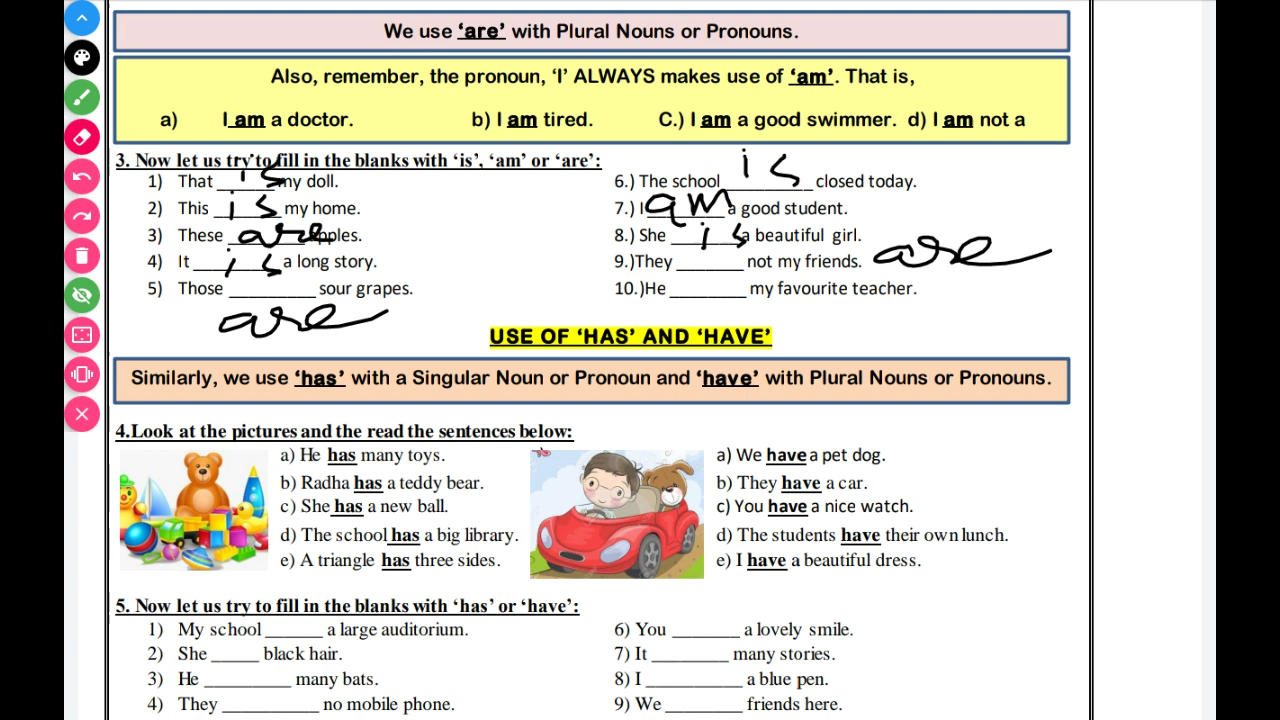 We use ‘are’ with Plural Nouns or Pronouns.
Also, remember, the pronoun, ‘I’ ALWAYS makes use of ‘am’. That is,
a) I am a doctor. b) I am tired. C.) I am a good swimmer. d) I am not a
3. Now let us try to fill in the blanks with ‘is’, ‘am’ or ‘are’:
1) That is my doll.
2) This is my home.
3) These are apples.
4) It is a long story.
5) Those ________ sour grapes.
are
6.) The school is closed today.
7.) I am a good student.
8.) She is a beautiful girl.
9.)They ________ not my friends. are
10.)He ________ my favourite teacher.
USE OF ‘HAS’ AND ‘HAVE’
Similarly, we use ‘has’ with a Singular Noun or Pronoun and ‘have’ with Plural Nouns or Pronouns.
4.Look at the pictures and the read the sentences below:
a) He has many toys.
b) Radha has a teddy bear.
c) She has a new ball.
d) The school has a big library.
e) A triangle has three sides.
a) We have a pet dog.
b) They have a car.
c) You have a nice watch.
d) The students have their own lunch.
e) I have a beautiful dress.
5. Now let us try to fill in the blanks with ‘has’ or ‘have’:
1) My school ______ a large auditorium.
2) She _____ black hair.
3) He _________ many bats.
4) They __________ no mobile phone.
6) You _______ a lovely smile.
7) It ________ many stories.
8) I __________ a blue pen.
9) We ________ friends here.